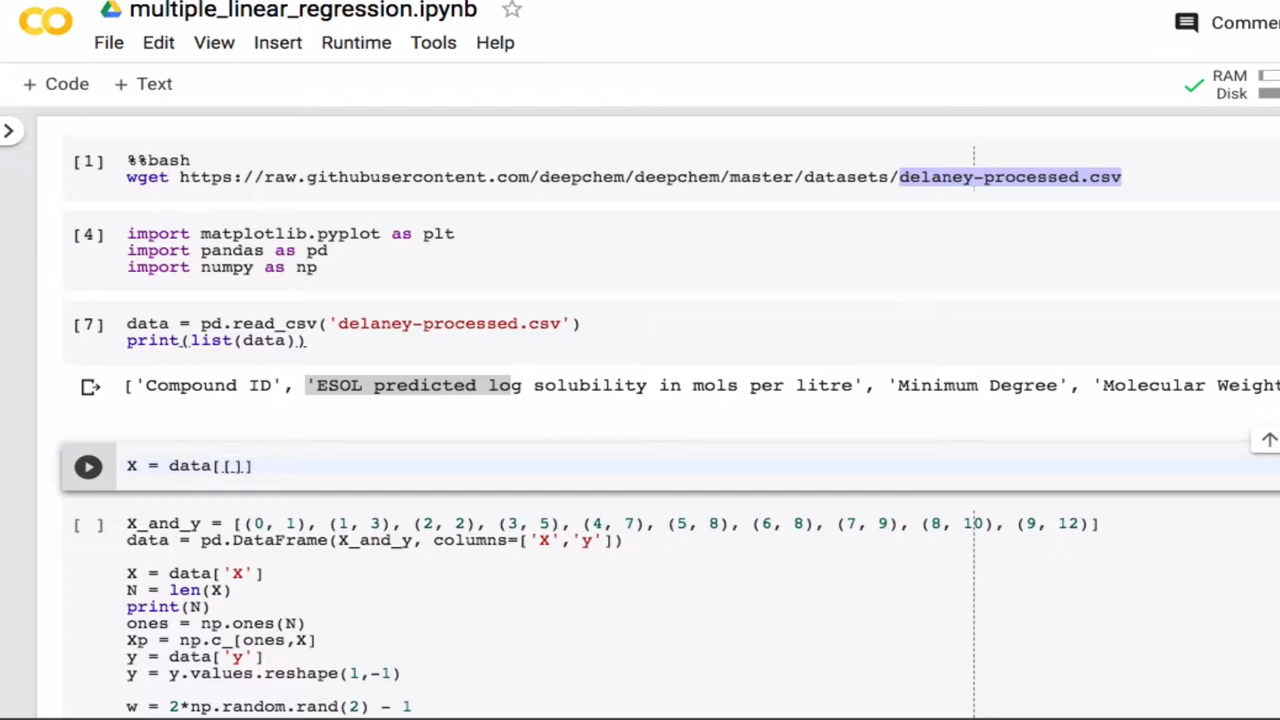 multiple_linear_regression.ipynb
File Edit View Insert Runtime Tools Help
Comme
+ Code + Text
RAM
Disk
[1] %%bash
wget https://raw.githubusercontent.com/deepchem/deepchem/master/datasets/delaney-processed.csv
[4] import matplotlib.pyplot as plt
import pandas as pd
import numpy as np
[7] data = pd.read_csv('delaney-processed.csv')
print(list(data))
['Compound ID', 'ESOL predicted log solubility in mols per litre', 'Minimum Degree', 'Molecular Weight
X = data[[]]
[ ] X_and_y = [(0, 1), (1, 3), (2, 2), (3, 5), (4, 7), (5, 8), (6, 8), (7, 9), (8, 10), (9, 12)]
data = pd.DataFrame(X_and_y, columns=['X','y'])
X = data['X']
N = len(X)
print(N)
ones = np.ones(N)
Xp = np.c_[ones,X]
y = data['y']
y = y.values.reshape(1,-1)
w = 2*np.random.rand(2) - 1